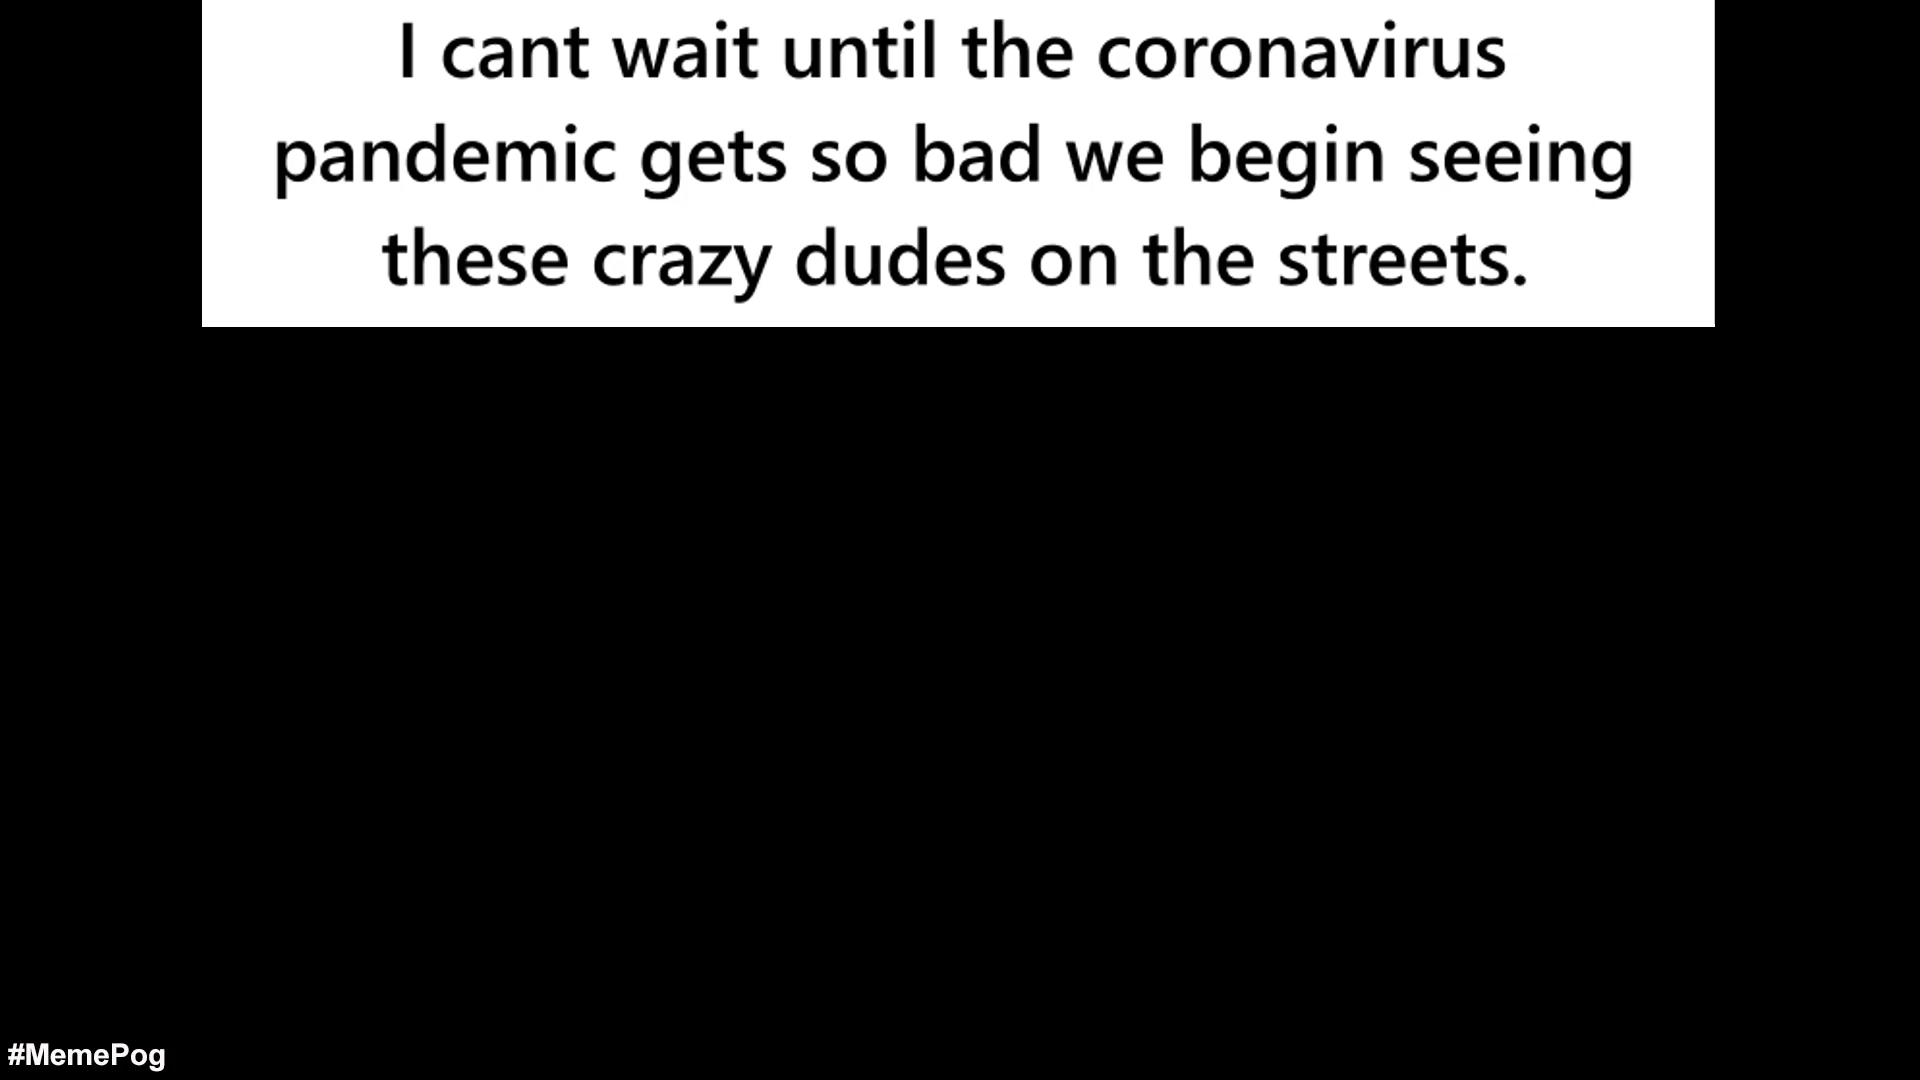 I cant wait until the coronavirus
pandemic gets so bad we begin seeing
these crazy dudes on the streets.
#MemePog